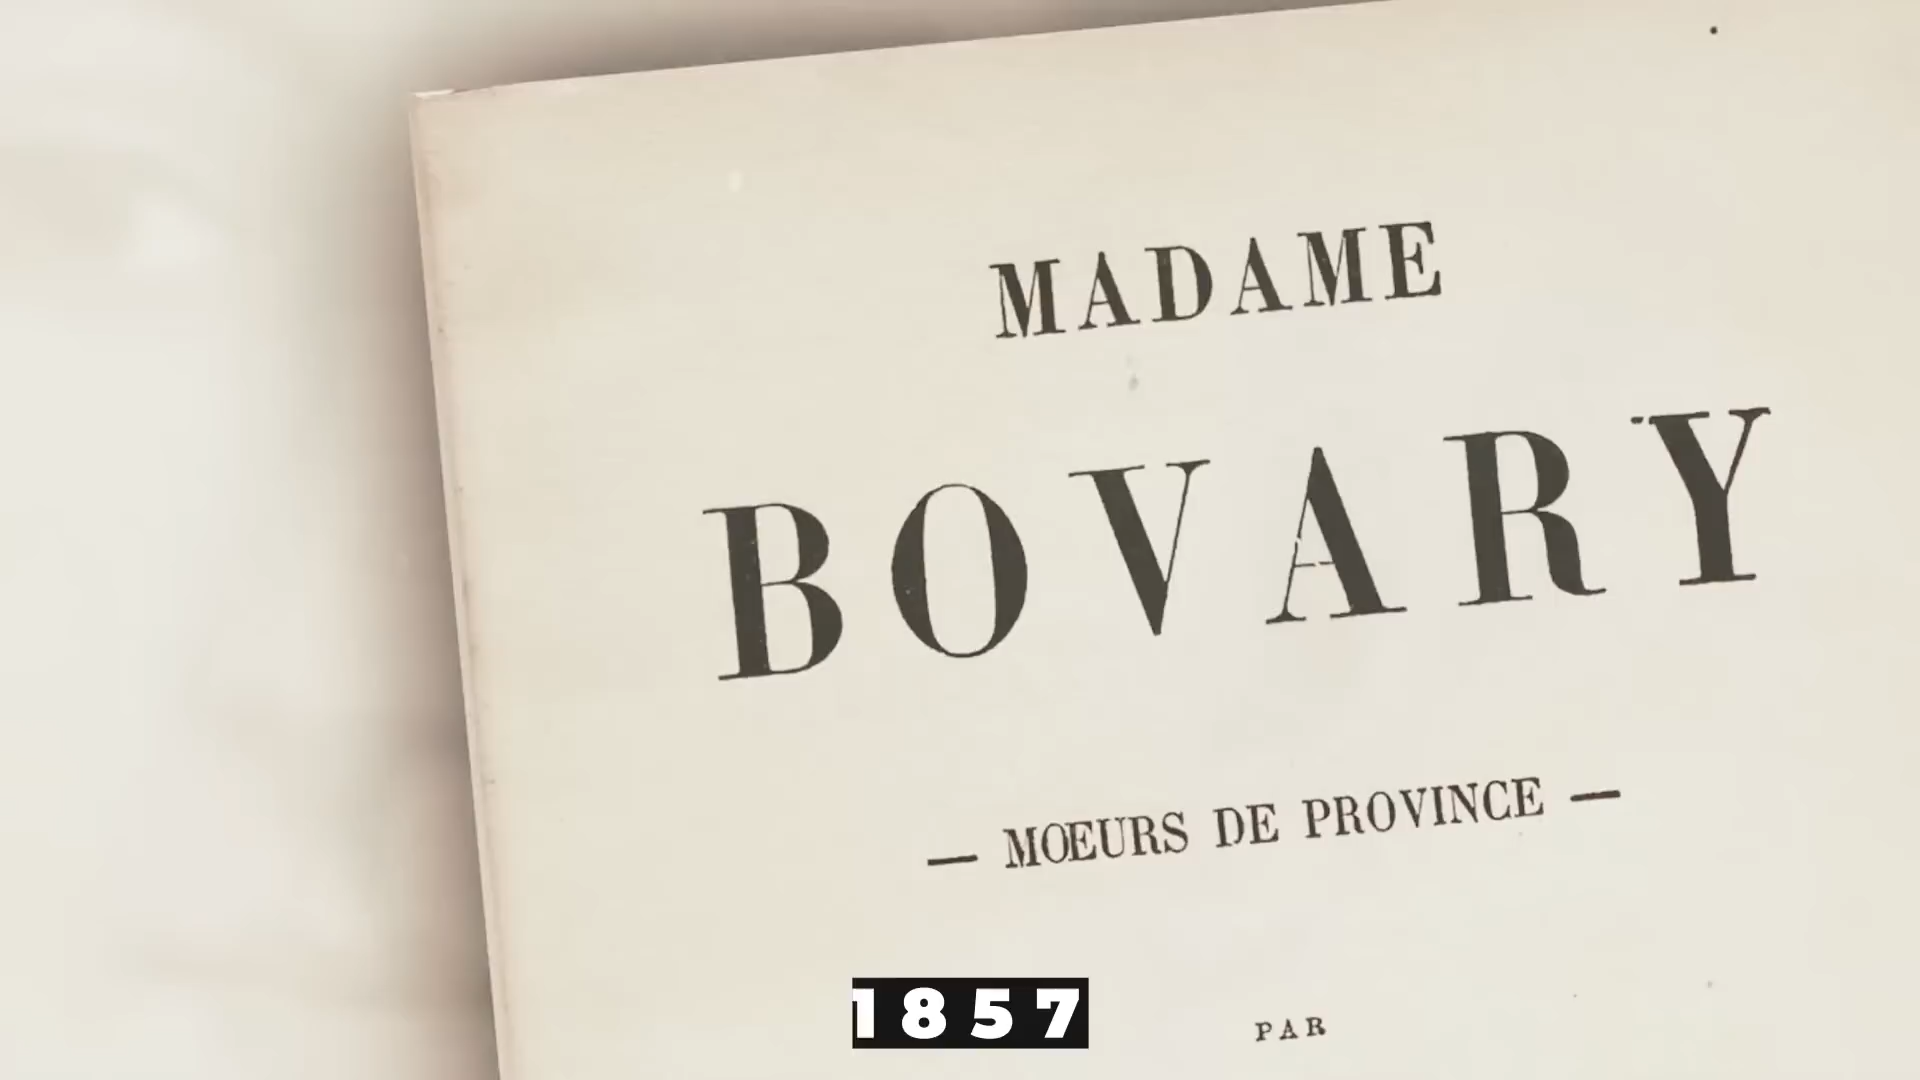 MADAME
BOVARY
— MOEURS DE PROVINCE —
PAR
1857